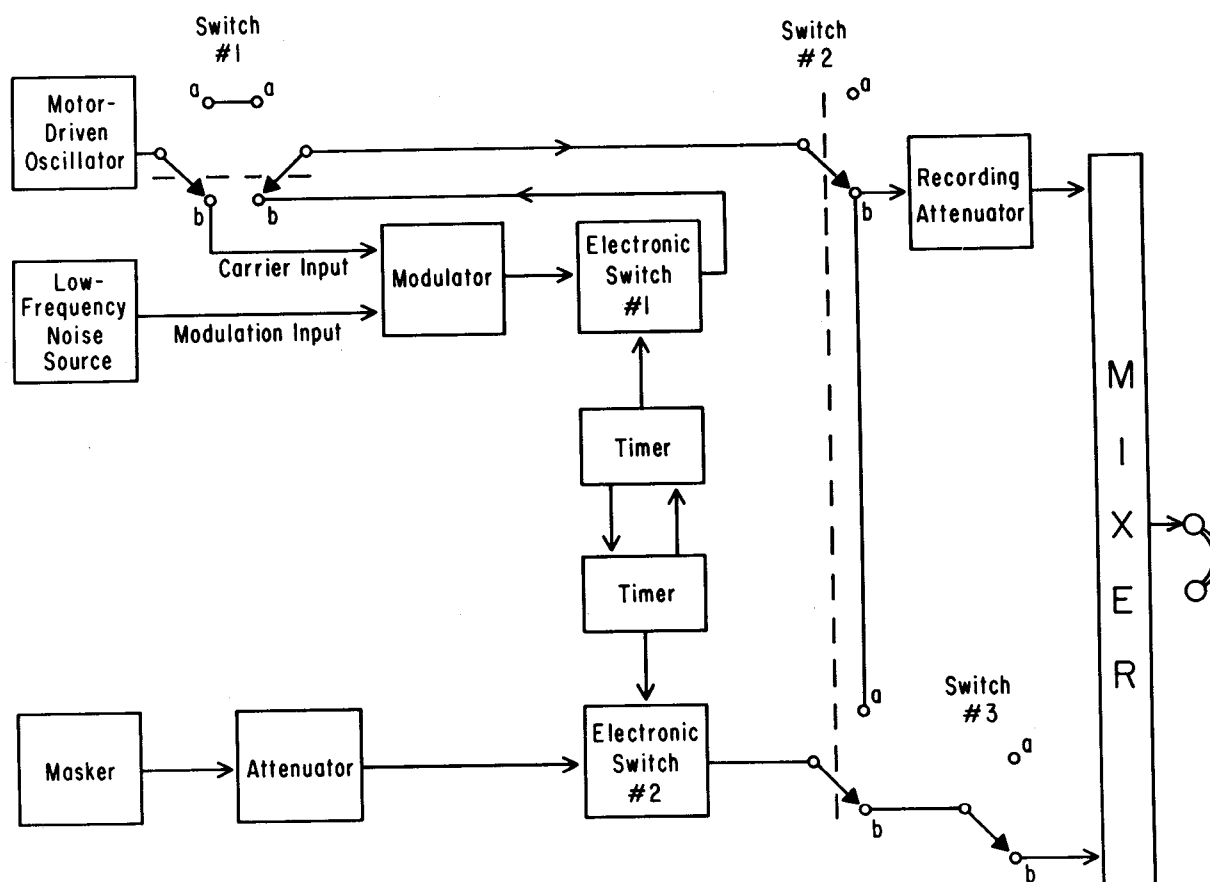 Switch
#1
a
a
Motor-
Driven
Oscillator
b
b
Switch
#2
a
b
Recording
Attenuator
Low-
Frequency
Noise
Source
Carrier Input
Modulation Input
Modulator
Electronic
Switch
#1
Timer
Timer
M
I
X
E
R
Masker
Attenuator
Electronic
Switch
#2
a
b
Switch
#3
a
b